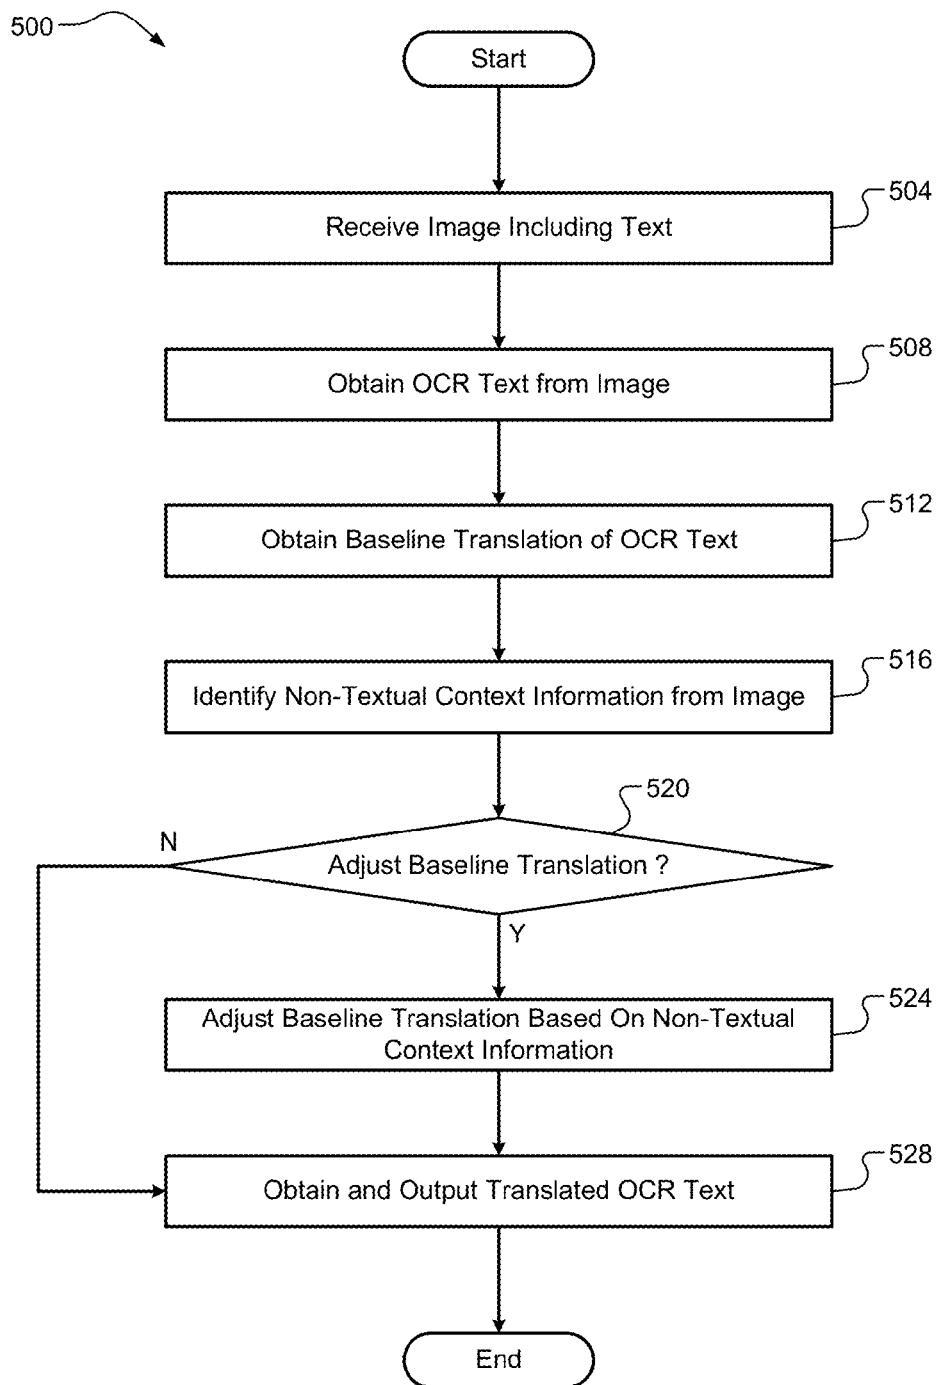 500
Start
504
Receive Image Including Text
508
Obtain OCR Text from Image
512
Obtain Baseline Translation of OCR Text
516
Identify Non-Textual Context Information from Image
520
N
Adjust Baseline Translation ?
Y
524
Adjust Baseline Translation Based On Non-Textual
Context Information
528
Obtain and Output Translated OCR Text
End